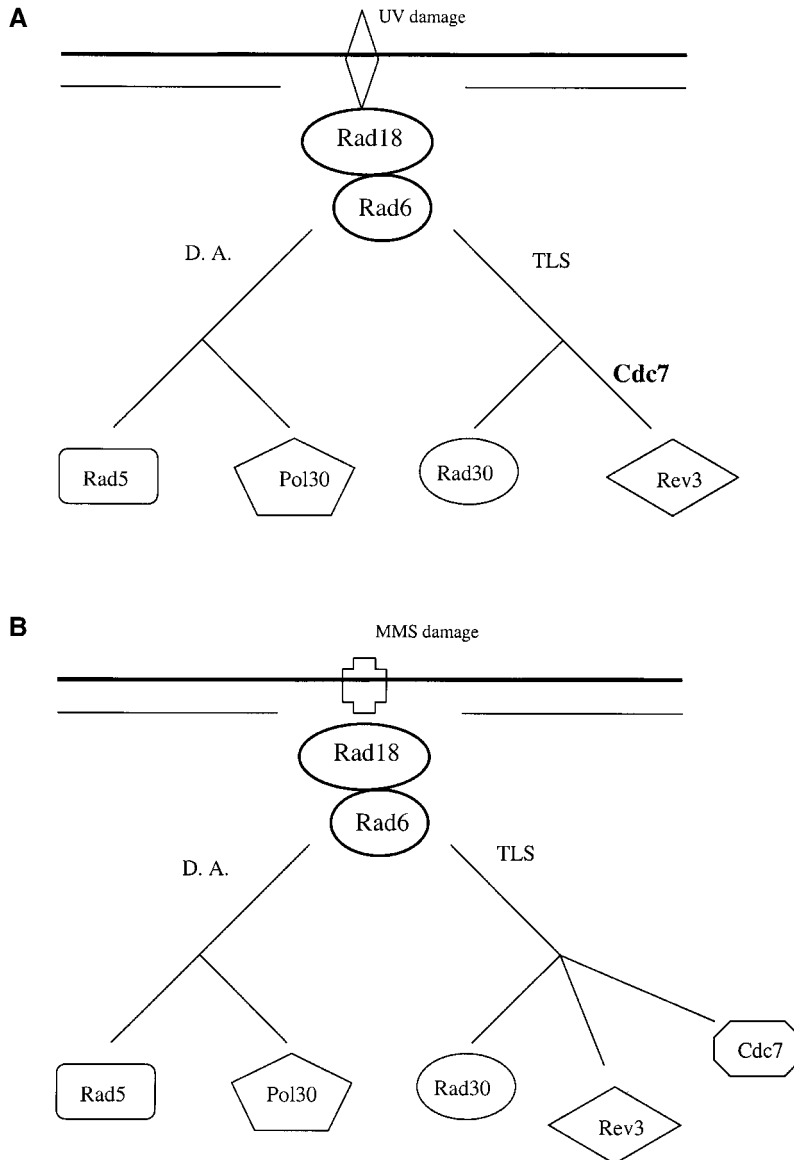 A
UV damage
Rad18
Rad6
D. A.
TLS
Cdc7
Rad5
Pol30
Rad30
Rev3
B
MMS damage
Rad18
Rad6
D. A.
TLS
Cdc7
Rad5
Pol30
Rad30
Rev3